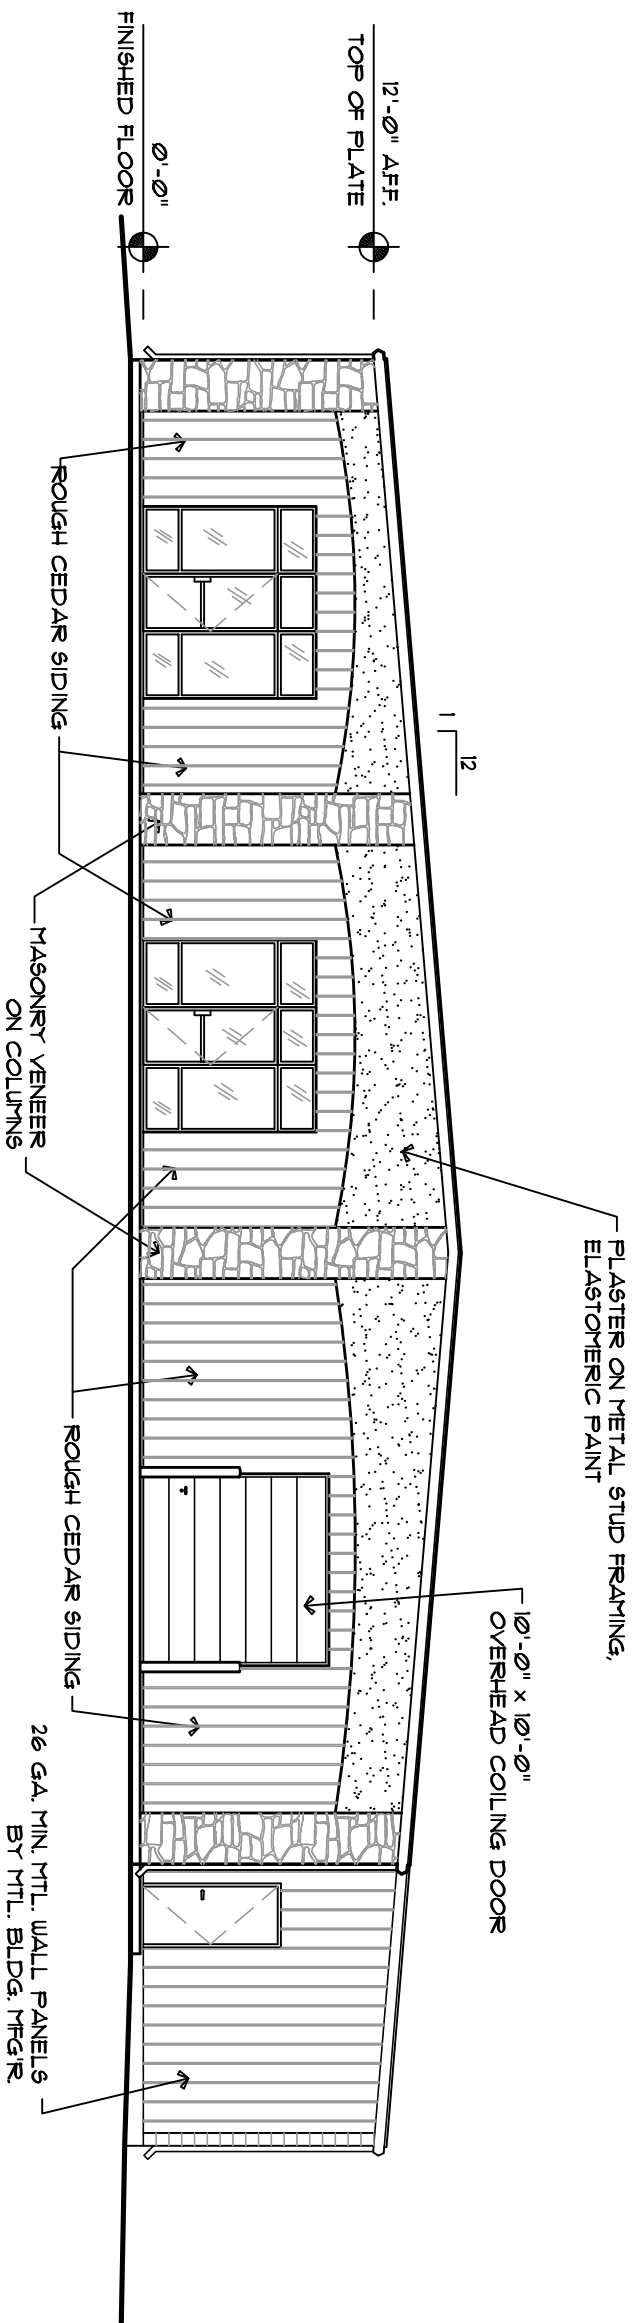 12'-0" A.F.F.
TOP OF PLATE
0'-0"
FINISHED FLOOR
12
1
PLASTER ON METAL STUD FRAMING,
ELASTOMERIC PAINT
10'-0" x 10'-0"
OVERHEAD COILING DOOR
ROUGH CEDAR SIDING
MASONRY VENEER
ON COLUMNS
ROUGH CEDAR SIDING
26 GA. MIN. MTL. WALL PANELS
BY MTL. BLDG. MFG'R.